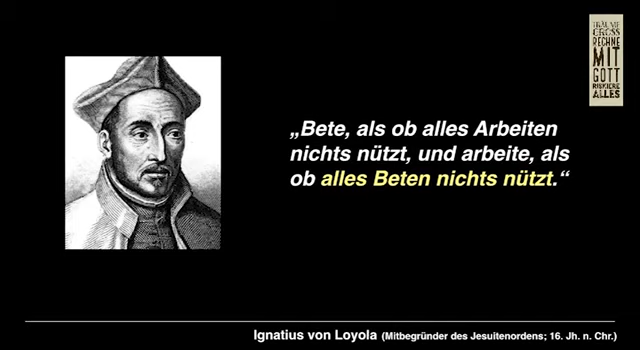 TRÄUME
GROSS
RECHNE
MIT
GOTT
RISKIERE
ALLES
„Bete, als ob alles Arbeiten
nichts nützt, und arbeite, als
ob alles Beten nichts nützt.“
Ignatius von Loyola (Mitbegründer des Jesuitenordens; 16. Jh. n. Chr.)